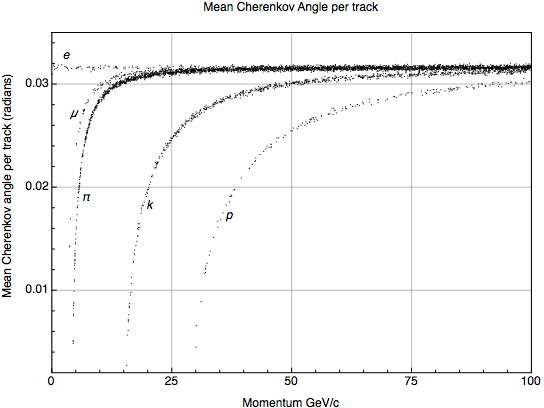 Mean Cherenkov Angle per track
Mean Cherenkov angle per track (radians)
e
0.03
μ
π
k
p
0.02
0.01
0 25 50 75 100
Momentum GeV/c